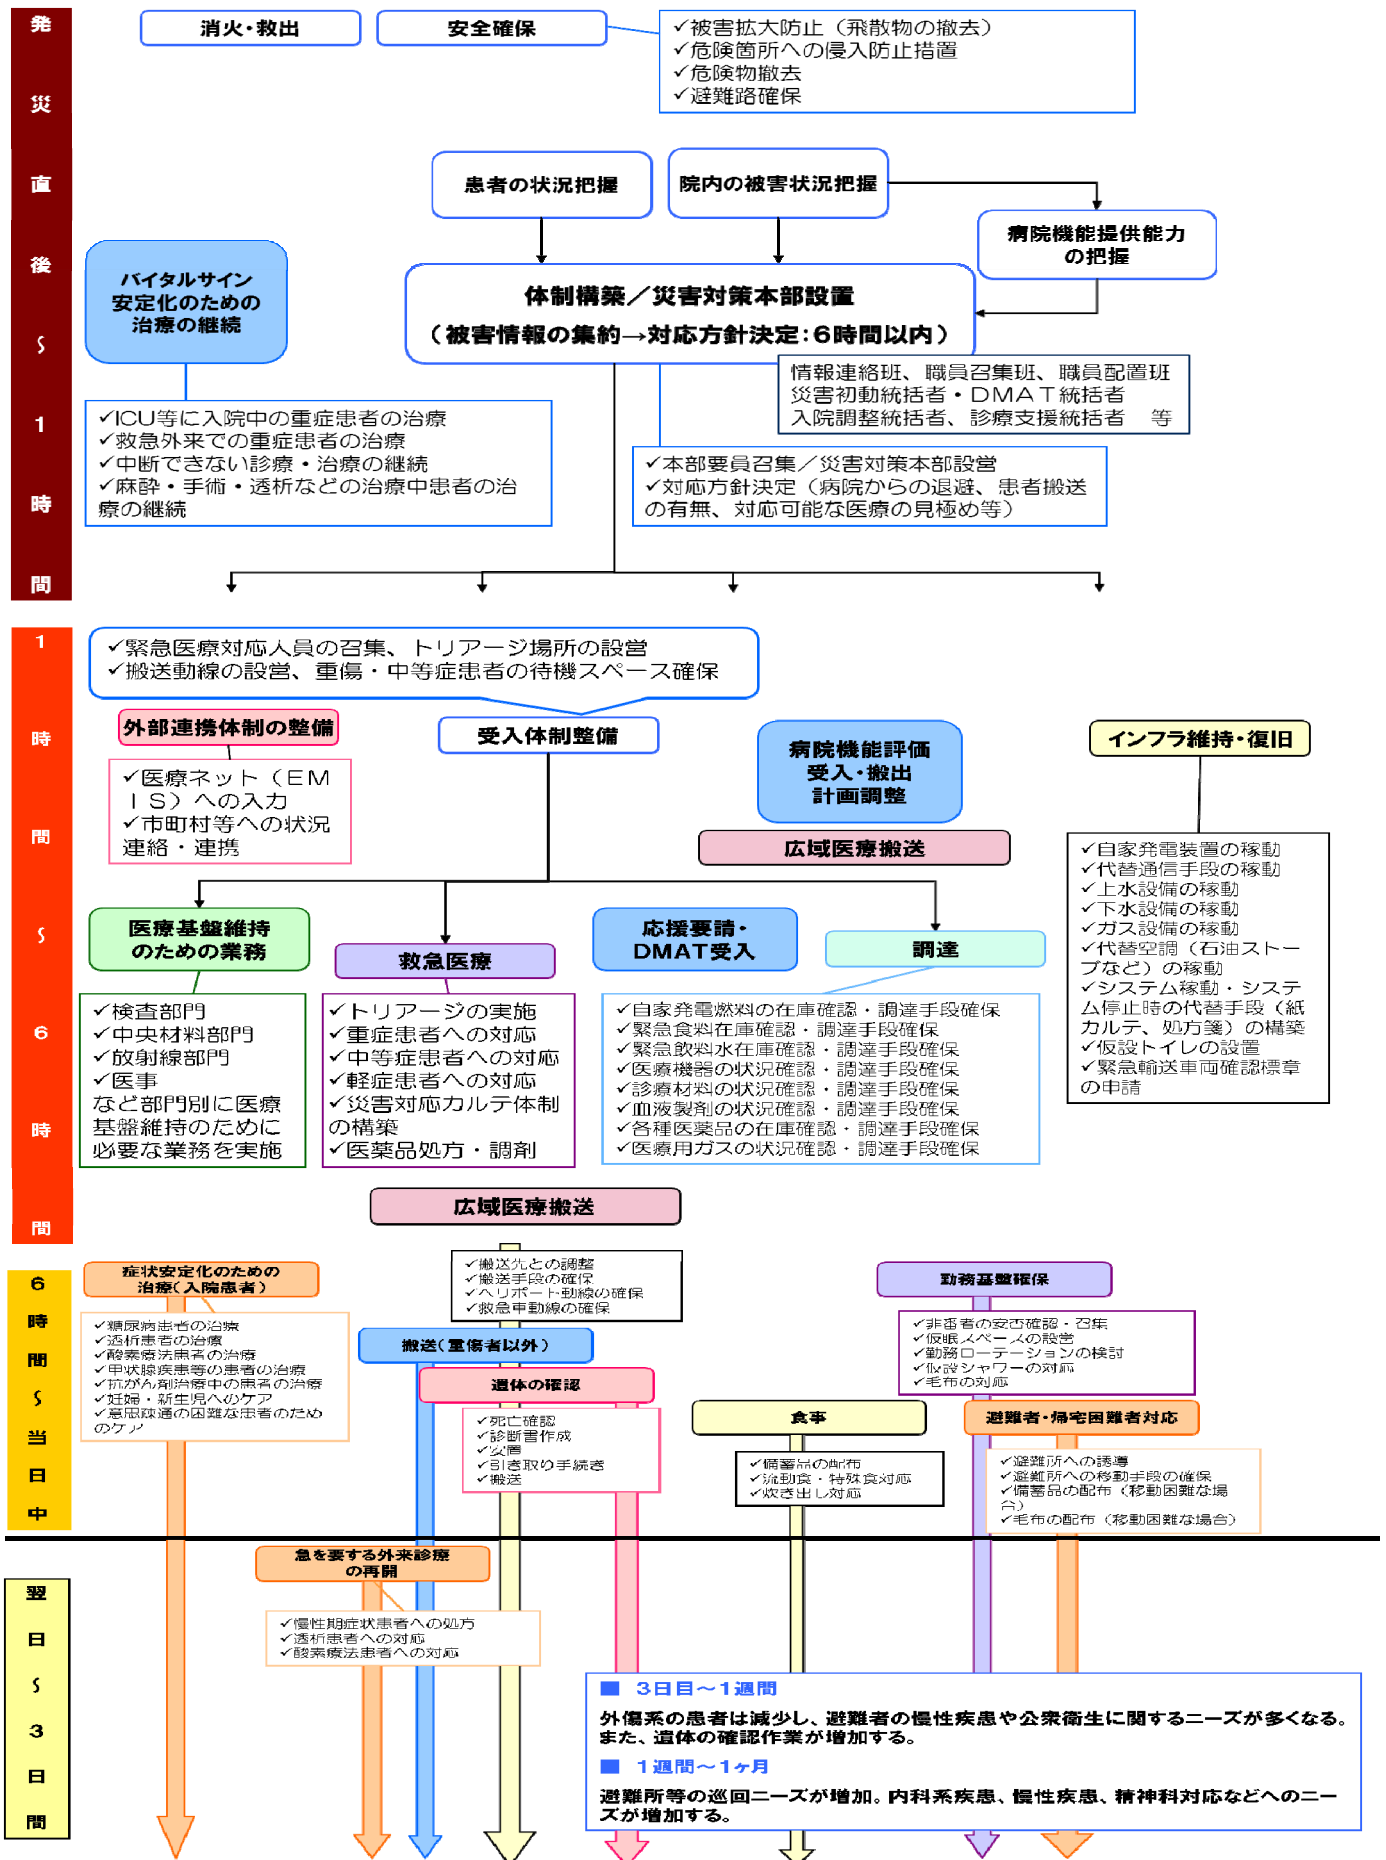 発災直後～1時間
消火・救出
安全確保
✓被害拡大防止（飛散物の撤去）
✓危険箇所への侵入防止措置
✓危険物撤去
✓避難路確保
患者の状況把握
院内の被害状況把握
病院機能提供能力
の把握
バイタルサイン
安定化のための
治療の継続
体制構築／災害対策本部設置
（被害情報の集約→対応方針決定：6時間以内）
情報連絡班、職員召集班、職員配置班
災害初動統括者・DMAT統括者
入院調整統括者、診療支援統括者　等
✓ICU等に入院中の重症患者の治療
✓救急外来での重症患者の治療
✓中断できない診療・治療の継続
✓麻酔・手術・透析などの治療中患者の治
療の継続
✓本部要員召集／災害対策本部設営
✓対応方針決定（病院からの退避、患者搬送
の有無、対応可能な医療の見極め等）
1時間～6時間
✓緊急医療対応人員の召集、トリアージ場所の設営
✓搬送動線の設営、重傷・中等症患者の待機スペース確保
外部連携体制の整備
✓医療ネット（EM
IS）への入力
✓市町村等への状況
連絡・連携
受入体制整備
病院機能評価
受入・搬出
計画調整
広域医療搬送
インフラ維持・復旧
✓自家発電装置の稼動
✓代替通信手段の稼動
✓上水設備の稼動
✓下水設備の稼動
✓ガス設備の稼動
✓代替空調（石油ストー
ブなど）の稼動
✓システム稼動・システ
ム停止時の代替手段（紙
カルテ、処方箋）の構築
✓仮設トイレの設置
✓緊急輸送車両確認標章
の申請
医療基盤維持
のための業務
✓検査部門
✓中央材料部門
✓放射線部門
✓医事
など部門別に医療
基盤維持のために
必要な業務を実施
救急医療
✓トリアージの実施
✓重症患者への対応
✓中等症患者への対応
✓軽症患者への対応
✓災害対応カルテ体制
の構築
✓医薬品処方・調剤
応援要請・
DMAT受入
調達
✓自家発電燃料の在庫確認・調達手段確保
✓緊急食料在庫確認・調達手段確保
✓緊急飲料水在庫確認・調達手段確保
✓医療機器の状況確認・調達手段確保
✓診療材料の状況確認・調達手段確保
✓血液製剤の状況確認・調達手段確保
✓各種医薬品の在庫確認・調達手段確保
✓医療用ガスの状況確認・調達手段確保
広域医療搬送
✓搬送先との調整
✓搬送手段の確保
✓ヘリポート動線の確保
✓救急車動線の確保
6時間～当日中
症状安定化のための
治療（入院患者）
✓糖尿病患者の治療
✓透析患者の治療
✓酸素療法患者の治療
✓甲状腺疾患等の患者の治療
✓抗がん剤治療中の患者の治療
✓妊婦・新生児へのケア
✓意思疎通の困難な患者のため
のケア
搬送（重傷者以外）
遺体の確認
✓死亡確認
✓診断書作成
✓安置
✓引き取り手続き
✓搬送
勤務基盤確保
✓非番者の安否確認・召集
✓仮眠スペースの設営
✓勤務ローテーションの検討
✓仮設シャワーの対応
✓毛布の対応
食事
✓備蓄品の配布
✓流動食・特殊食対応
✓炊き出し対応
避難者・帰宅困難者対応
✓避難所への誘導
✓避難所への移動手段の確保
✓備蓄品の配布（移動困難な場
合）
✓毛布の配布（移動困難な場合）
翌日～3日間
急を要する外来診療
の再開
✓慢性期症状患者への処方
✓透析患者への対応
✓酸素療法患者への対応
■ 3日目～1週間
外傷系の患者は減少し、避難者の慢性疾患や公衆衛生に関するニーズが多くなる。
また、遺体の確認作業が増加する。
■ 1週間～1ヶ月
避難所等の巡回ニーズが増加。内科系疾患、慢性疾患、精神科対応などへのニー
ズが増加する。